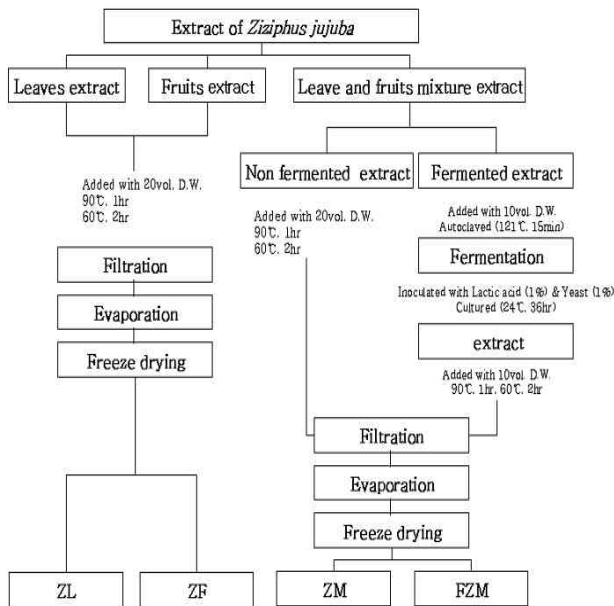 Extract of Ziziphus jujuba
Leaves extract
Fruits extract
Leave and fruits mixture extract
Non fermented extract
Fermented extract
Added with 20vol. D.W.
90℃. 1hr
60℃. 2hr
Added with 20vol. D.W.
90℃. 1hr
60℃. 2hr
Added with 10vol. D.W.
Autoclaved (121℃. 15min)
Fermentation
Inoculated with Lactic acid (1%) & Yeast (1%)
Cultured (24℃. 36hr)
extract
Added with 10vol. D.W.
90℃. 1hr. 60℃. 2hr
Filtration
Evaporation
Freeze drying
Filtration
Evaporation
Freeze drying
ZL
ZF
ZM
FZM